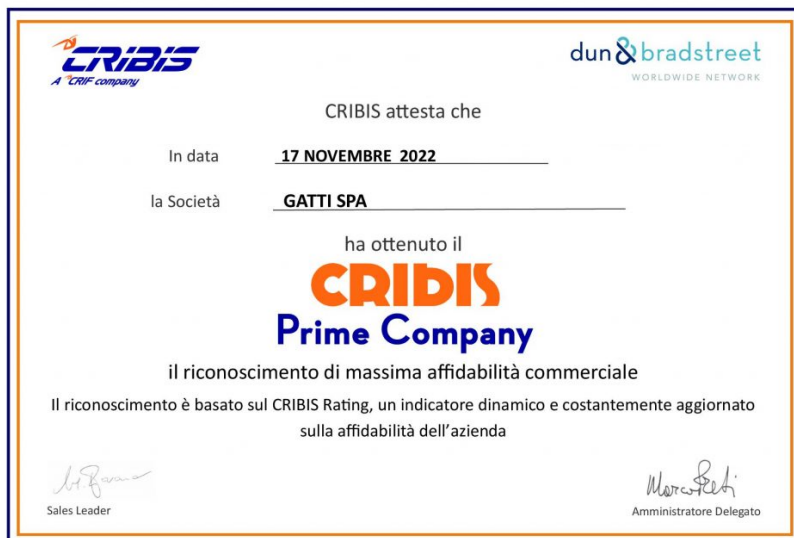 CRIBIS
A CRIF company
dun & bradstreet
WORLDWIDE NETWORK
CRIBIS attesta che
In data 17 NOVEMBRE 2022
la Società GATTI SPA
ha ottenuto il
CRIBIS
Prime Company
il riconoscimento di massima affidabilità commerciale
Il riconoscimento è basato sul CRIBIS Rating, un indicatore dinamico e costantemente aggiornato
sulla affidabilità dell'azienda
Sales Leader
Amministratore Delegato